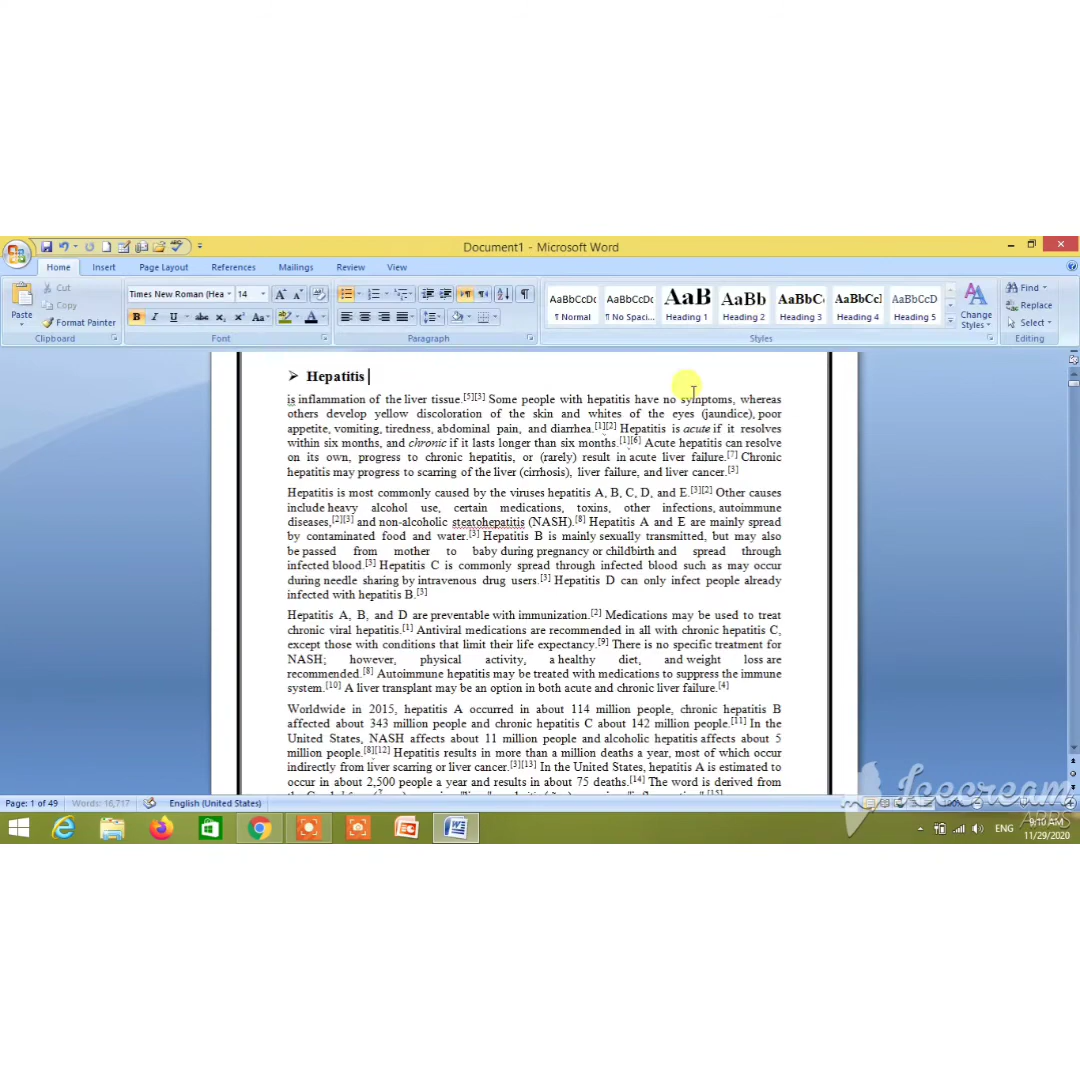 Document1 - Microsoft Word
Home Insert Page Layout References Mailings Review View
Paste
Cut
Copy
Format Painter
Clipboard
Times New Roman (Hea 14
Font
Paragraph
AaBbCcDc AaBbCcDc AaB AaBb AaBbC AaBbCcI AaBbCcD
¶ Normal ¶ No Spaci... Heading 1 Heading 2 Heading 3 Heading 4 Heading 5
Change Styles
Styles
Find
Replace
Select
Editing
➢ Hepatitis
is inflammation of the liver tissue.[5][3] Some people with hepatitis have no symptoms, whereas
others develop yellow discoloration of the skin and whites of the eyes (jaundice), poor
appetite, vomiting, tiredness, abdominal pain, and diarrhea.[1][2] Hepatitis is acute if it resolves
within six months, and chronic if it lasts longer than six months.[1][6] Acute hepatitis can resolve
on its own, progress to chronic hepatitis, or (rarely) result in acute liver failure.[7] Chronic
hepatitis may progress to scarring of the liver (cirrhosis), liver failure, and liver cancer.[3]
Hepatitis is most commonly caused by the viruses hepatitis A, B, C, D, and E.[3][2] Other causes
include heavy alcohol use, certain medications, toxins, other infections, autoimmune
diseases,[2][3] and non-alcoholic steatohepatitis (NASH).[8] Hepatitis A and E are mainly spread
by contaminated food and water.[3] Hepatitis B is mainly sexually transmitted, but may also
be passed from mother to baby during pregnancy or childbirth and spread through
infected blood.[3] Hepatitis C is commonly spread through infected blood such as may occur
during needle sharing by intravenous drug users.[3] Hepatitis D can only infect people already
infected with hepatitis B.[3]
Hepatitis A, B, and D are preventable with immunization.[2] Medications may be used to treat
chronic viral hepatitis.[1] Antiviral medications are recommended in all with chronic hepatitis C,
except those with conditions that limit their life expectancy.[9] There is no specific treatment for
NASH; however, physical activity, a healthy diet, and weight loss are
recommended.[8] Autoimmune hepatitis may be treated with medications to suppress the immune
system.[10] A liver transplant may be an option in both acute and chronic liver failure.[4]
Worldwide in 2015, hepatitis A occurred in about 114 million people, chronic hepatitis B
affected about 343 million people and chronic hepatitis C about 142 million people.[11] In the
United States, NASH affects about 11 million people and alcoholic hepatitis affects about 5
million people.[8][12] Hepatitis results in more than a million deaths a year, most of which occur
indirectly from liver scarring or liver cancer.[3][13] In the United States, hepatitis A is estimated to
occur in about 2,500 people a year and results in about 75 deaths.[14] The word is derived from
Page: 1 of 49 Words: 16,717 English (United States)
Icecream
APPS
ENG 9:10 AM
11/29/2020